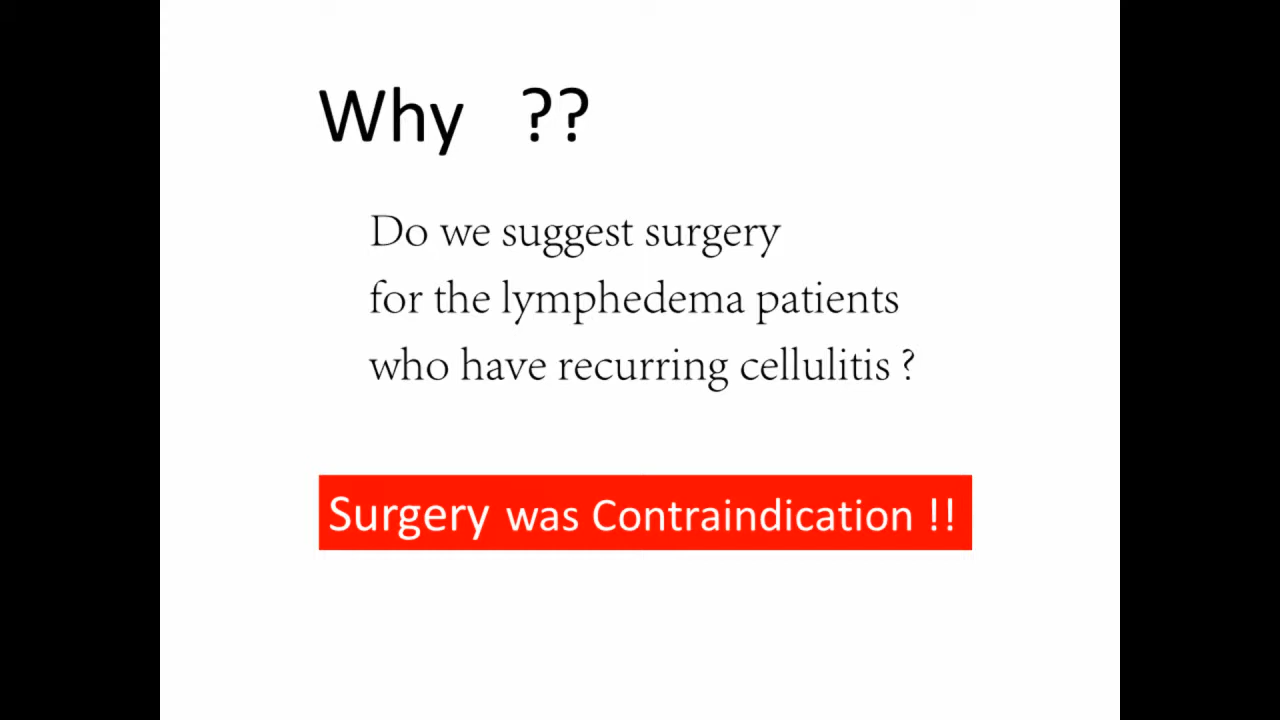 Why ??
Do we suggest surgery
for the lymphedema patients
who have recurring cellulitis ?
Surgery was Contraindication !!